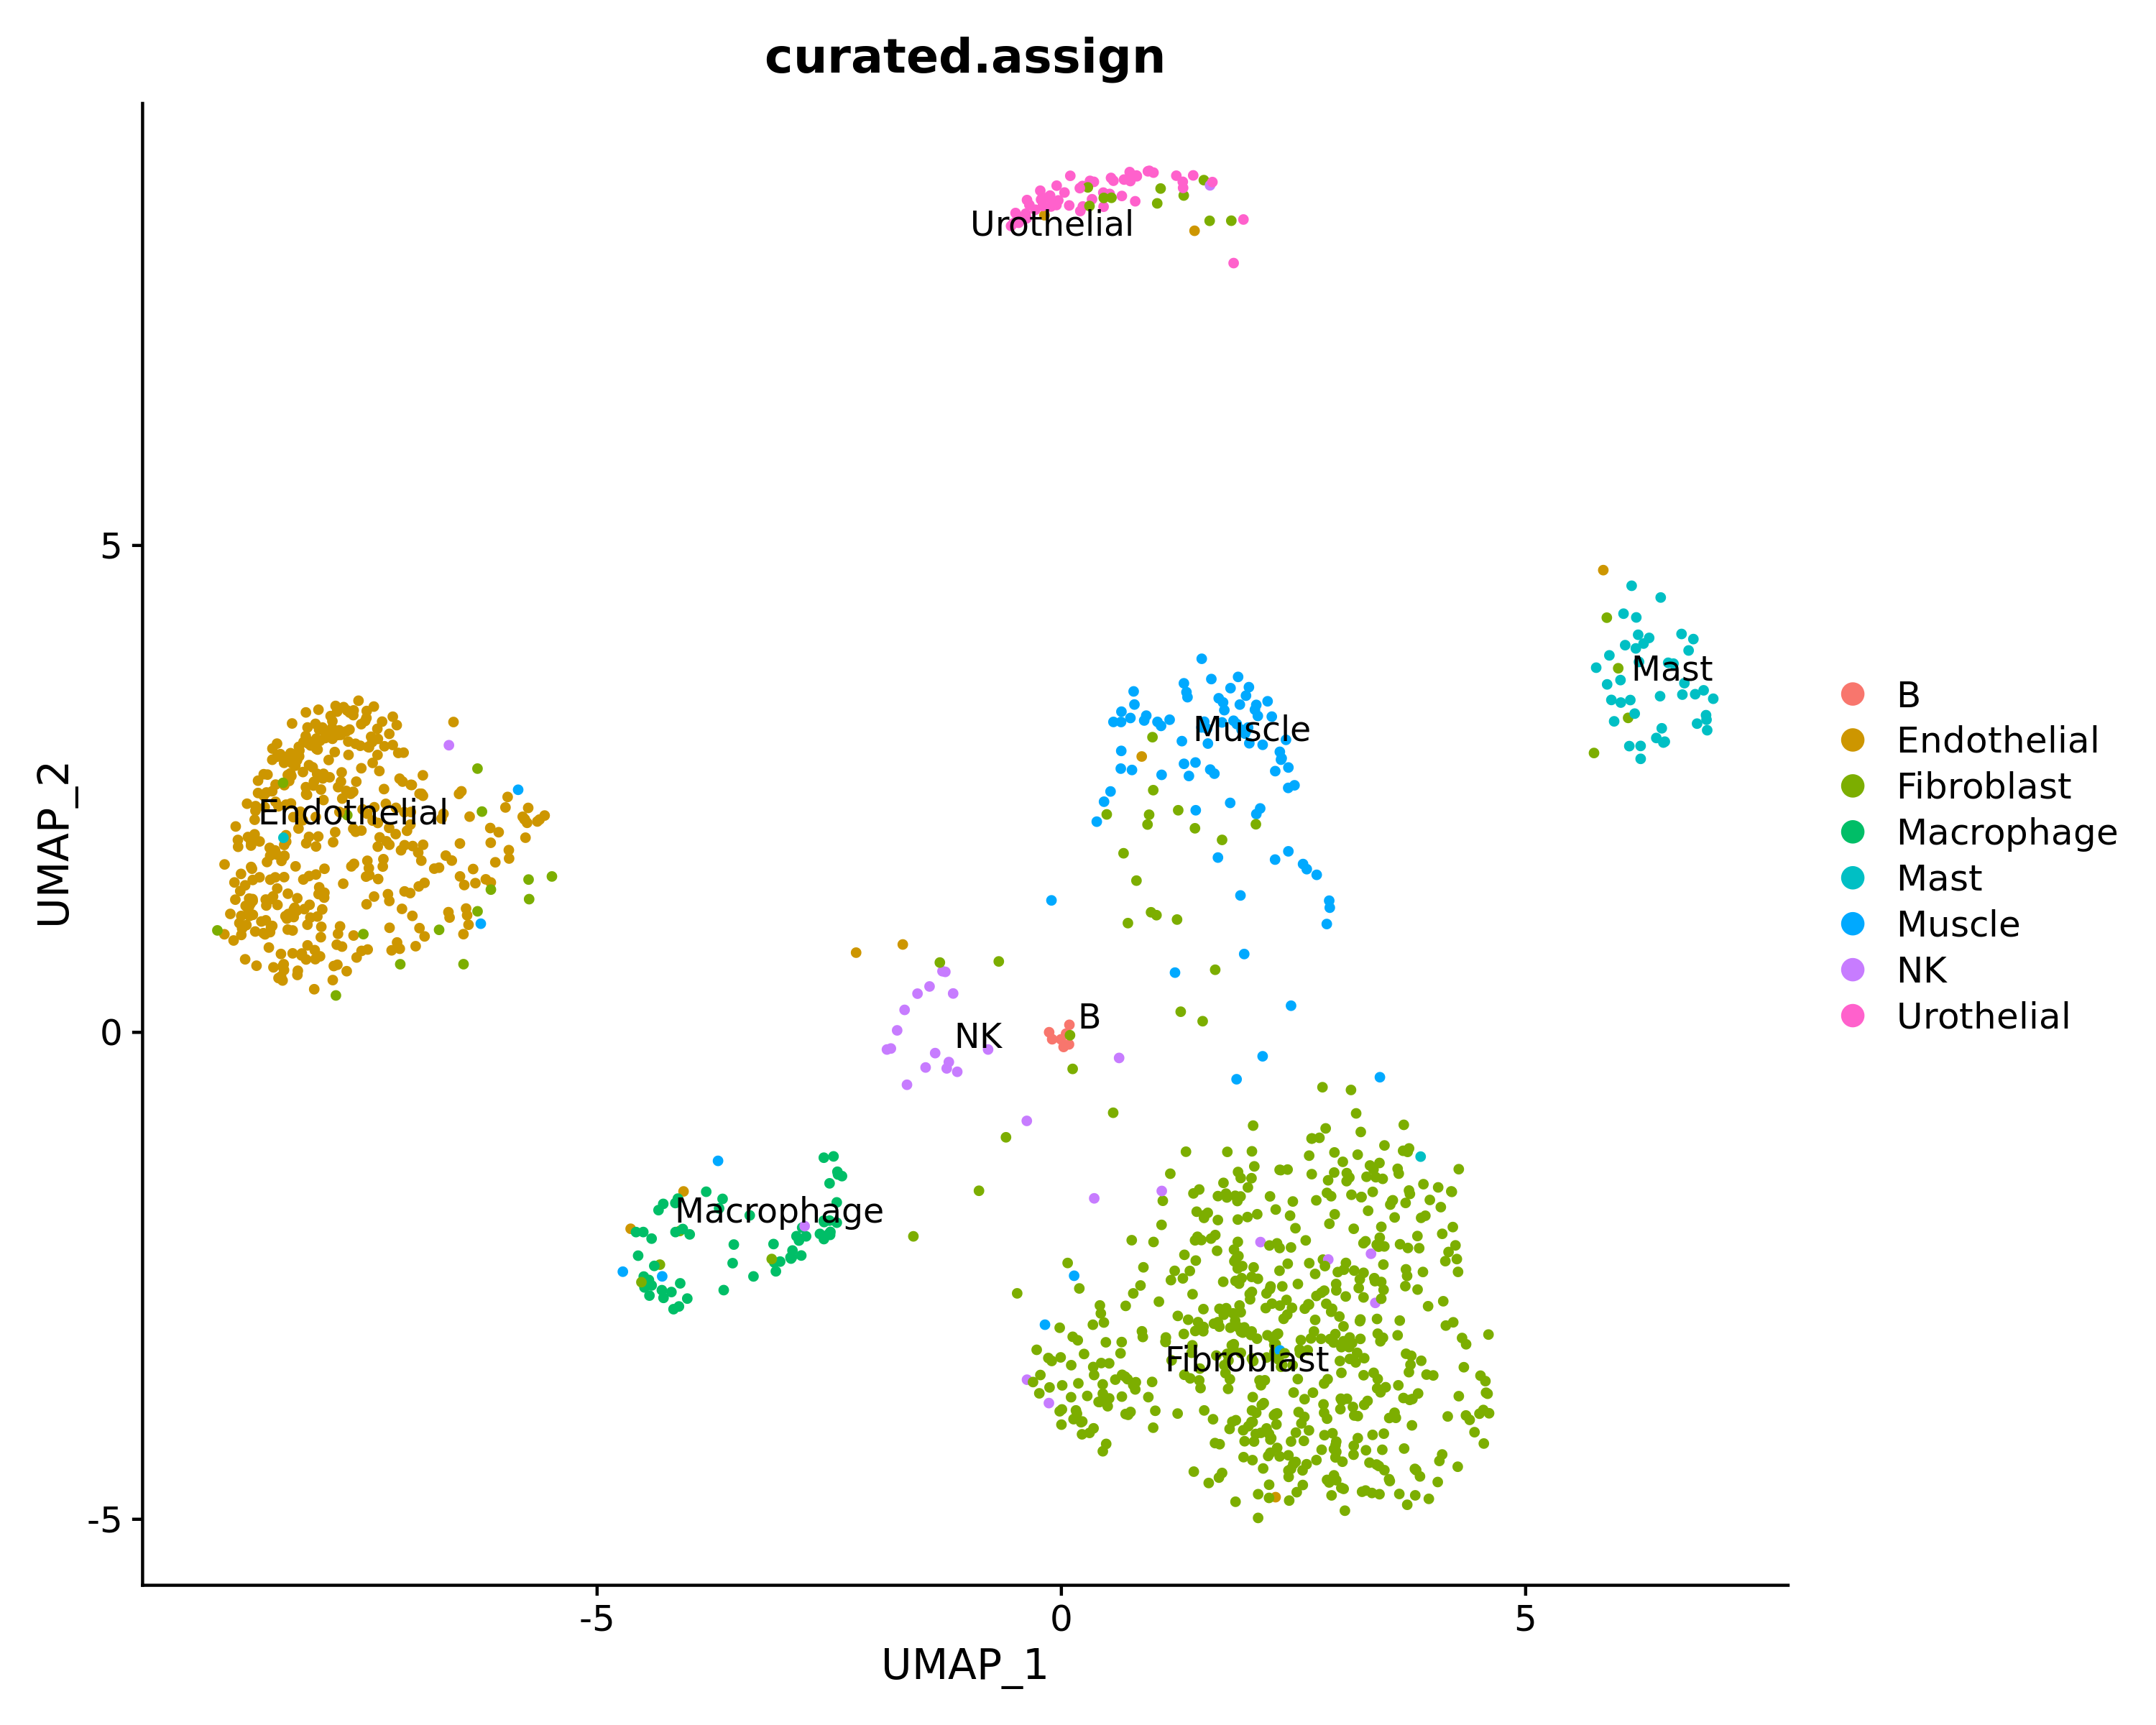 curated.assign
Urothelial
5
Mast
Muscle
Endothelial
B
NK
0
Macrophage
Fibroblast
-5
-5
0
5
UMAP_1
UMAP_2
B
Endothelial
Fibroblast
Macrophage
Mast
Muscle
NK
Urothelial